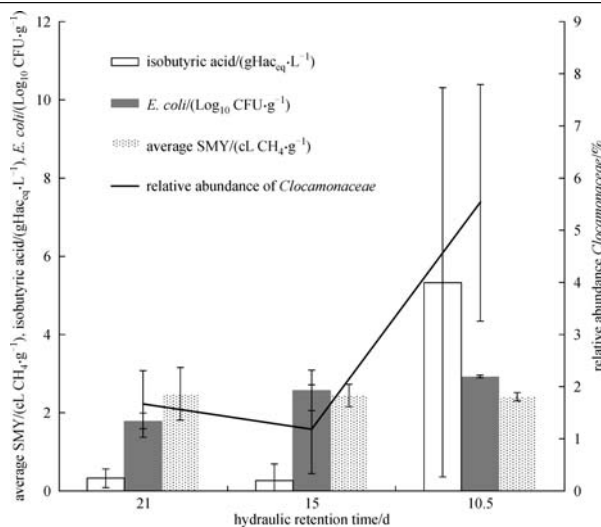 average SMY/(cL CH₄·g⁻¹), isobutyric acid/(gHac_eq·L⁻¹), E. coli/(Log₁₀ CFU·g⁻¹)
12
10
8
6
4
2
0
isobutyric acid/(gHac_eq·L⁻¹)
E. coli/(Log₁₀ CFU·g⁻¹)
average SMY/(cL CH₄·g⁻¹)
relative abundance of Clocamonaceae
9
8
7
6
5
4
3
2
1
0
relative abundance Clocamonaceae/%
21
15
10.5
hydraulic retention time/d